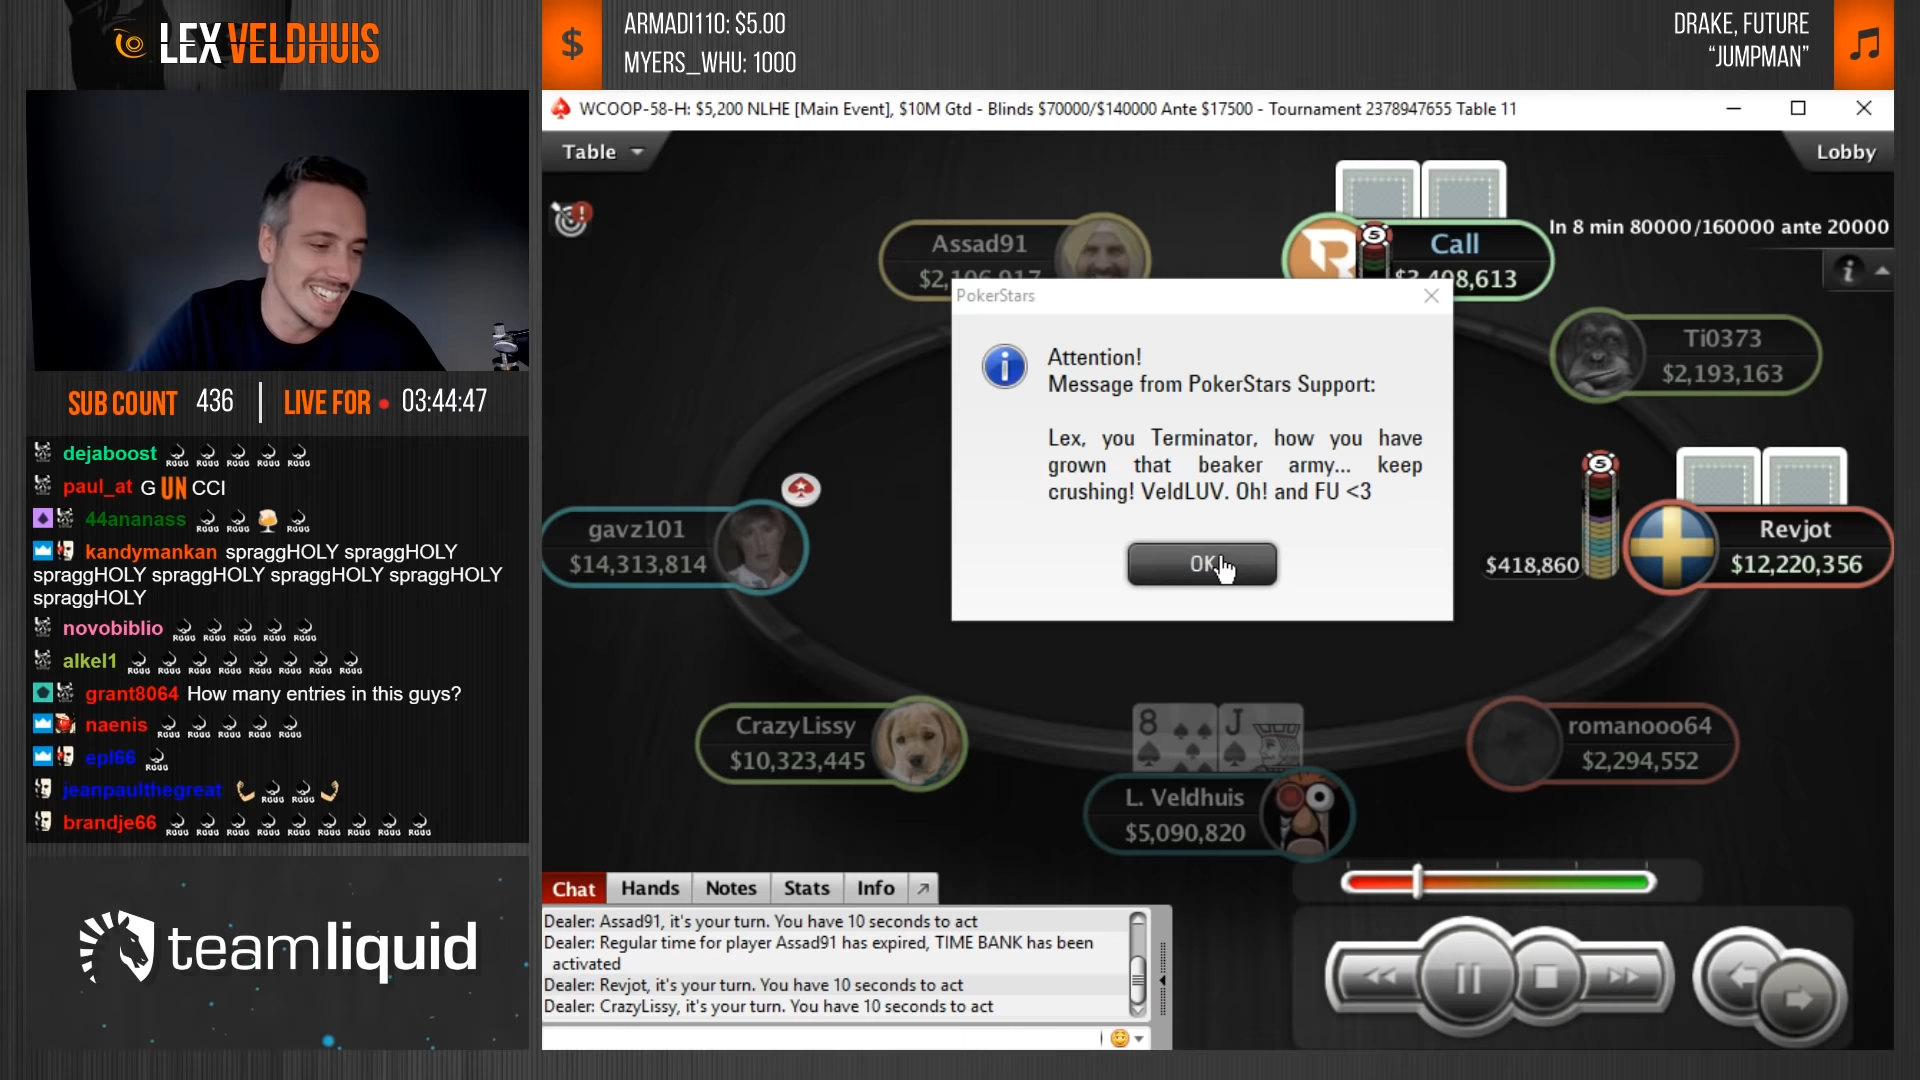 LEX VELDHUIS
$
ARMADI110: $5.00
MYERS_WHU: 1000
DRAKE, FUTURE
“JUMPMAN”
WCOOP-58-H: $5,200 NLHE [Main Event], $10M Gtd - Blinds $70000/$140000 Ante $17500 - Tournament 2378947655 Table 11
Table
Lobby
In 8 min 80000/160000 ante 20000
Assad91
Call
Ti0373
$2,193,163
PokerStars
Attention!
Message from PokerStars Support:
Lex, you Terminator, how you have
grown that beaker army... keep
crushing! VeldLUV. Oh! and FU <3
OK
gavz101
$14,313,814
5
5
$418,860
Revjot
$12,220,356
CrazyLissy
$10,323,445
8 J
L. Veldhuis
$5,090,820
romanooo64
$2,294,552
SUB COUNT 436 | LIVE FOR 03:44:47
dejaboost
paul_at G UN CCI
44ananass
kandymankan spraggHOLY spraggHOLY
spraggHOLY spraggHOLY spraggHOLY spraggHOLY
spraggHOLY
novobiblio
alkel1
grant8064 How many entries in this guys?
naenis
epl66
jeanpaulthegreat
brandje66
teamliquid
Chat Hands Notes Stats Info
Dealer: Assad91, it's your turn. You have 10 seconds to act
Dealer: Regular time for player Assad91 has expired, TIME BANK has been
activated
Dealer: Revjot, it's your turn. You have 10 seconds to act
Dealer: CrazyLissy, it's your turn. You have 10 seconds to act